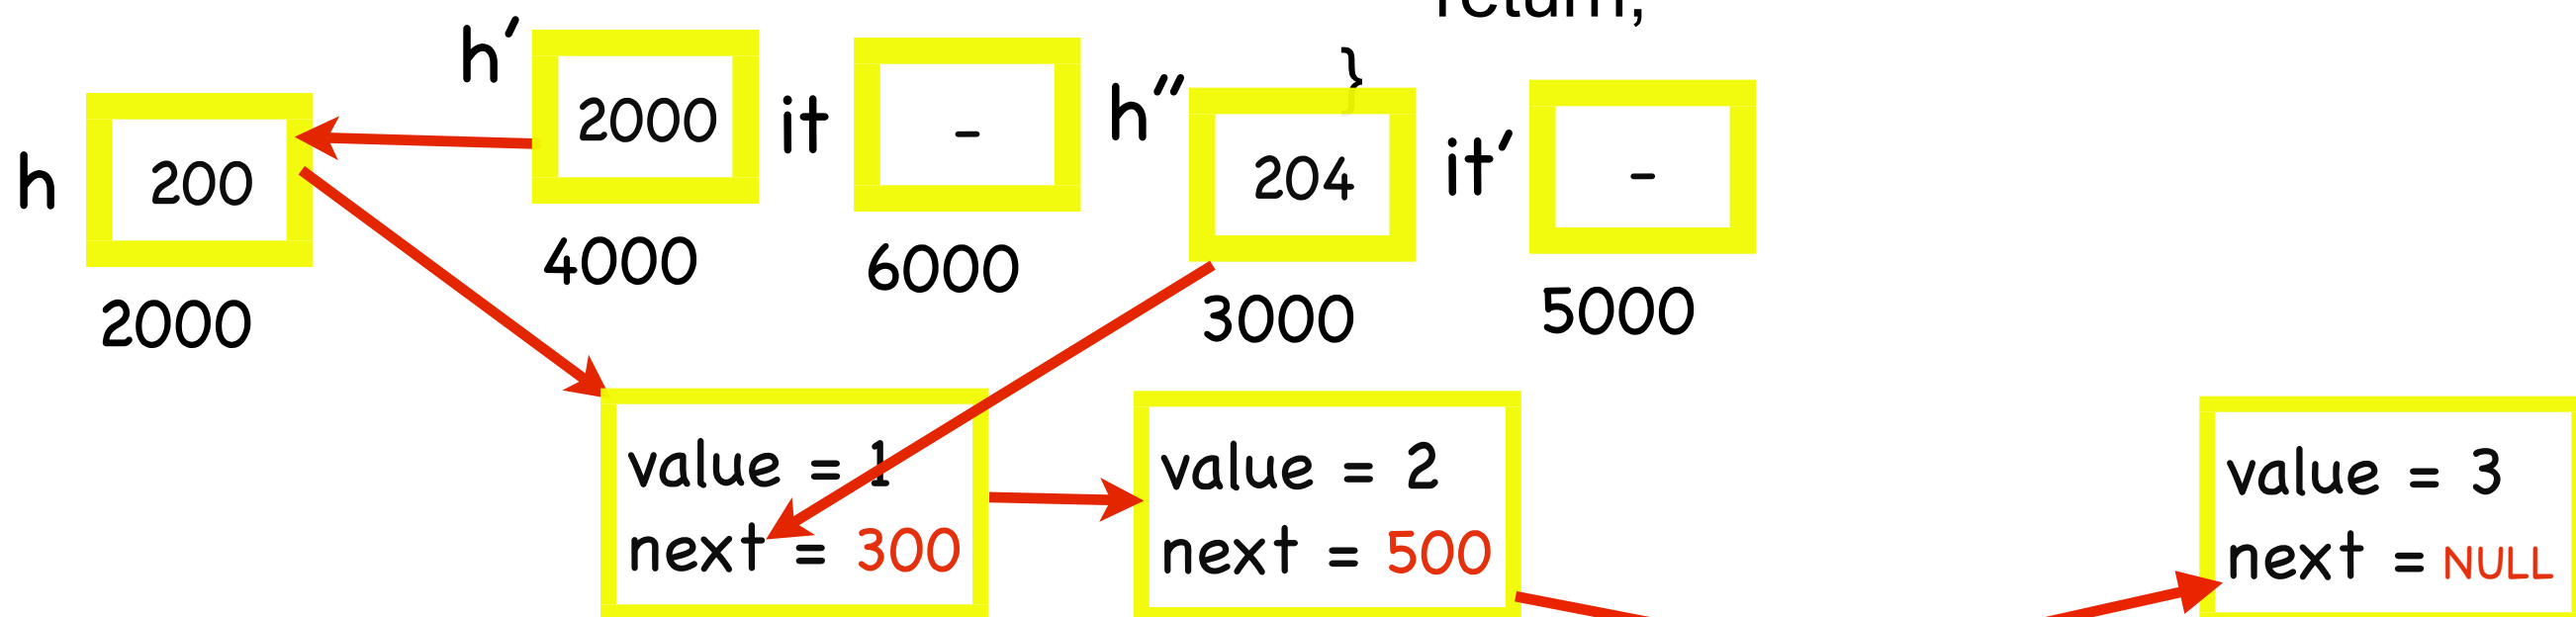 return;
}
h 200 2000
h′ 2000 4000
it - 6000
h″ 204 3000
it′ - 5000
value = 1
next = 300
value = 2
next = 500
value = 3
next = NULL